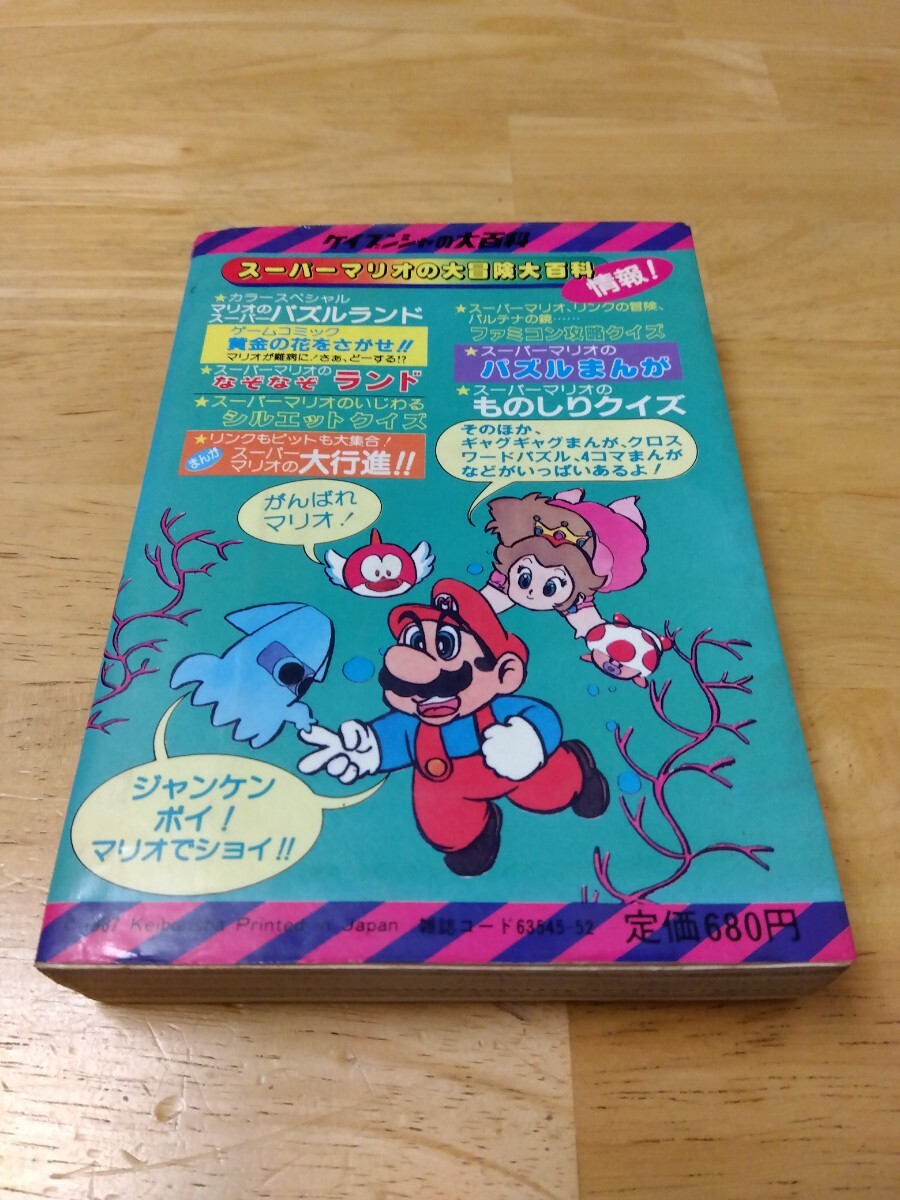 ケイブンシャの大百科
スーパーマリオの大冒険大百科
情報！
★カラースペシャル
マリオの
スーパーパズルランド
ゲームコミック
黄金の花をさがせ!!
マリオが難病に！さぁ、どーする!?
★スーパーマリオの
なぞなぞランド
★スーパーマリオのいじわる
シルエットクイズ
★リンクもピットも大集合！
まんが
スーパー
マリオの大行進!!
★スーパーマリオ、リンクの冒険、
パルテナの鏡……
ファミコン攻略クイズ
★スーパーマリオの
パズルまんが
★スーパーマリオの
ものしりクイズ
そのほか、
ギャグギャグまんが、クロス
ワードパズル、4コマまんが
などがいっぱいあるよ！
がんばれ
マリオ！
M
ジャンケン
ポイ！
マリオでショイ!!
© 1987 Keibunsha Printed in Japan 雑誌コード63545-52 定価680円